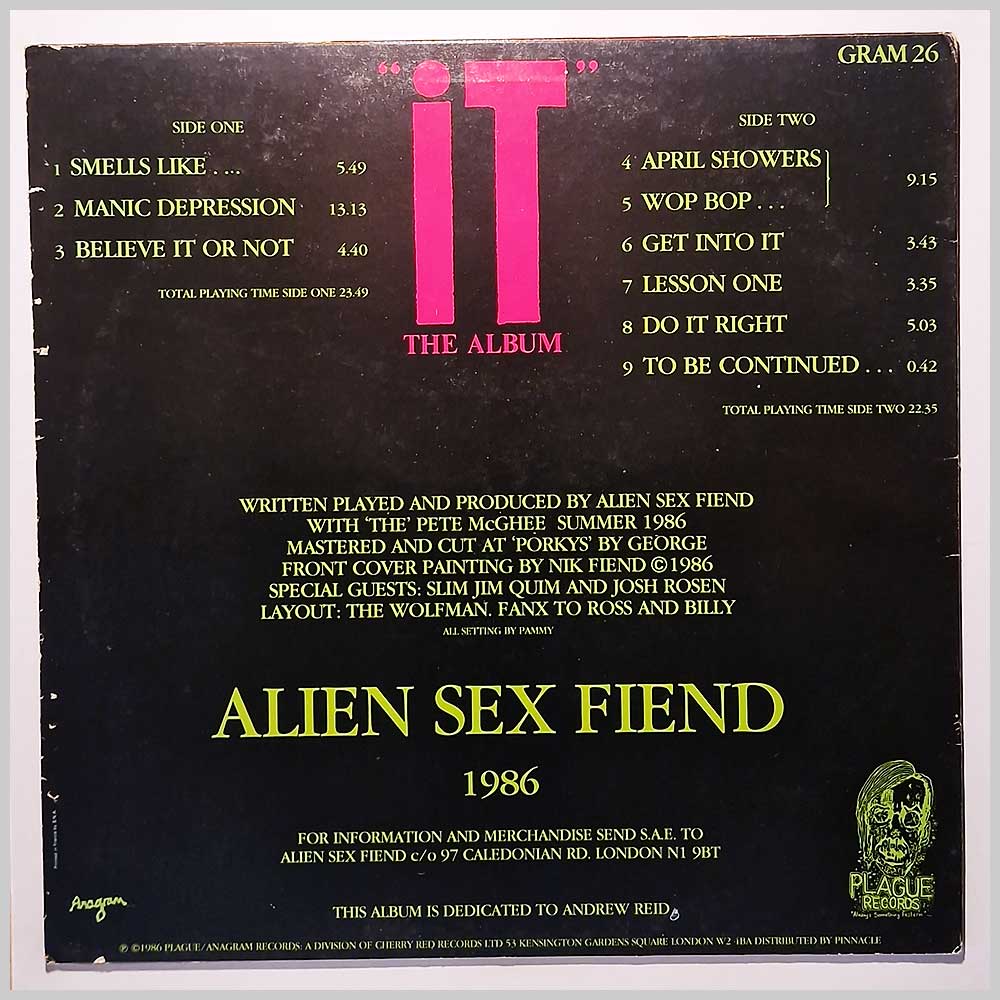 GRAM 26
“iT”
THE ALBUM
SIDE ONE
1 SMELLS LIKE .... 5.49
2 MANIC DEPRESSION 13.13
3 BELIEVE IT OR NOT 4.40
TOTAL PLAYING TIME SIDE ONE 23.49
SIDE TWO
4 APRIL SHOWERS
9.15
5 WOP BOP ...
6 GET INTO IT 3.43
7 LESSON ONE 3.35
8 DO IT RIGHT 5.03
9 TO BE CONTINUED ... 0.42
TOTAL PLAYING TIME SIDE TWO 22.35
WRITTEN PLAYED AND PRODUCED BY ALIEN SEX FIEND
WITH ‘THE’ PETE McGHEE SUMMER 1986
MASTERED AND CUT AT ‘PORKYS’ BY GEORGE
FRONT COVER PAINTING BY NIK FIEND ©1986
SPECIAL GUESTS: SLIM JIM QUIM AND JOSH ROSEN
LAYOUT: THE WOLFMAN. FANX TO ROSS AND BILLY
ALL SETTING BY PAMMY
ALIEN SEX FIEND
1986
FOR INFORMATION AND MERCHANDISE SEND S.A.E. TO
ALIEN SEX FIEND c/o 97 CALEDONIAN RD. LONDON N1 9BT
PLAGUE
RECORDS
Anagram
THIS ALBUM IS DEDICATED TO ANDREW REID
℗ ©1986 PLAGUE/ANAGRAM RECORDS: A DIVISION OF CHERRY RED RECORDS LTD 53 KENSINGTON GARDENS SQUARE LONDON W2 4BA DISTRIBUTED BY PINNACLE